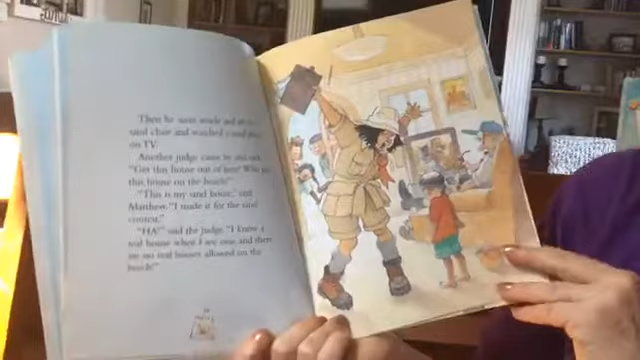 Then he went inside and sat in a
sand chair and watched a sand
on TV.
Another judge came by and said,
"Get this house out of here! Who put
this house on the beach?"
"This is my sand house," said
Matthew. "I made it for the sand
contest."
"HA!" said the judge. "I know a
real house when I see one, and there
are no real houses allowed on the
beach!"